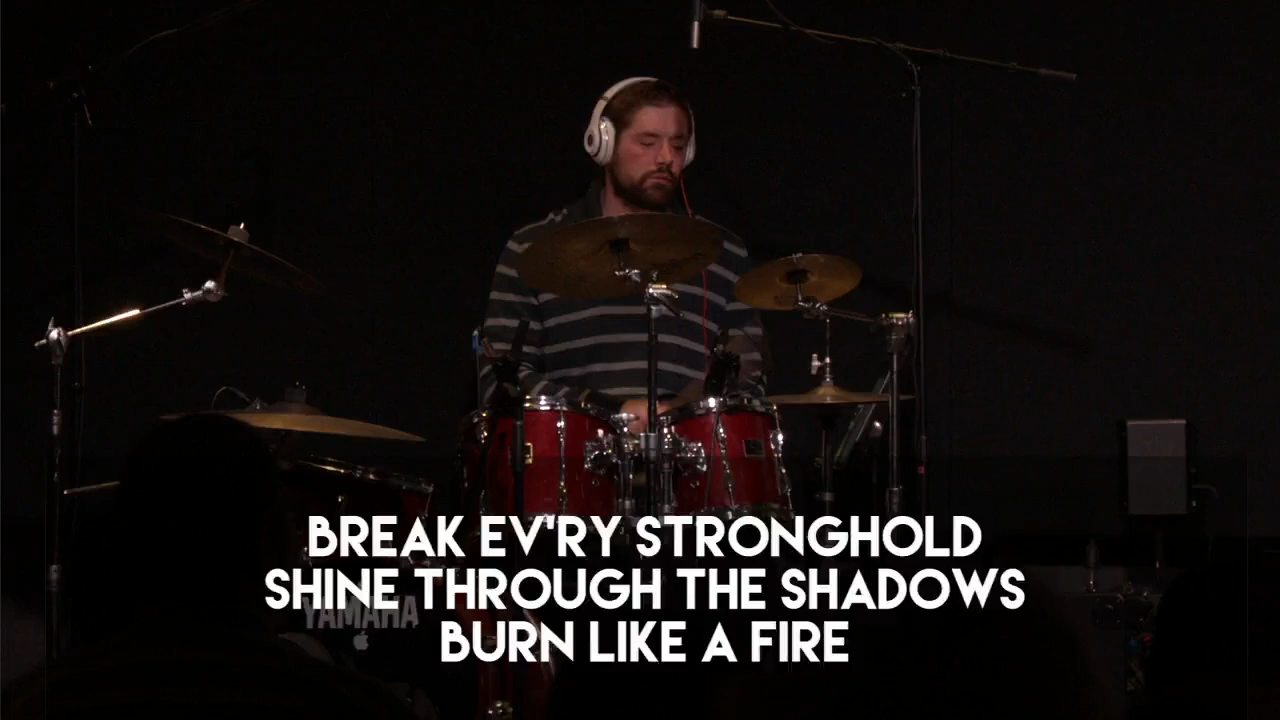 BREAK EV'RY STRONGHOLD
SHINE THROUGH THE SHADOWS
YAMAHA
BURN LIKE A FIRE